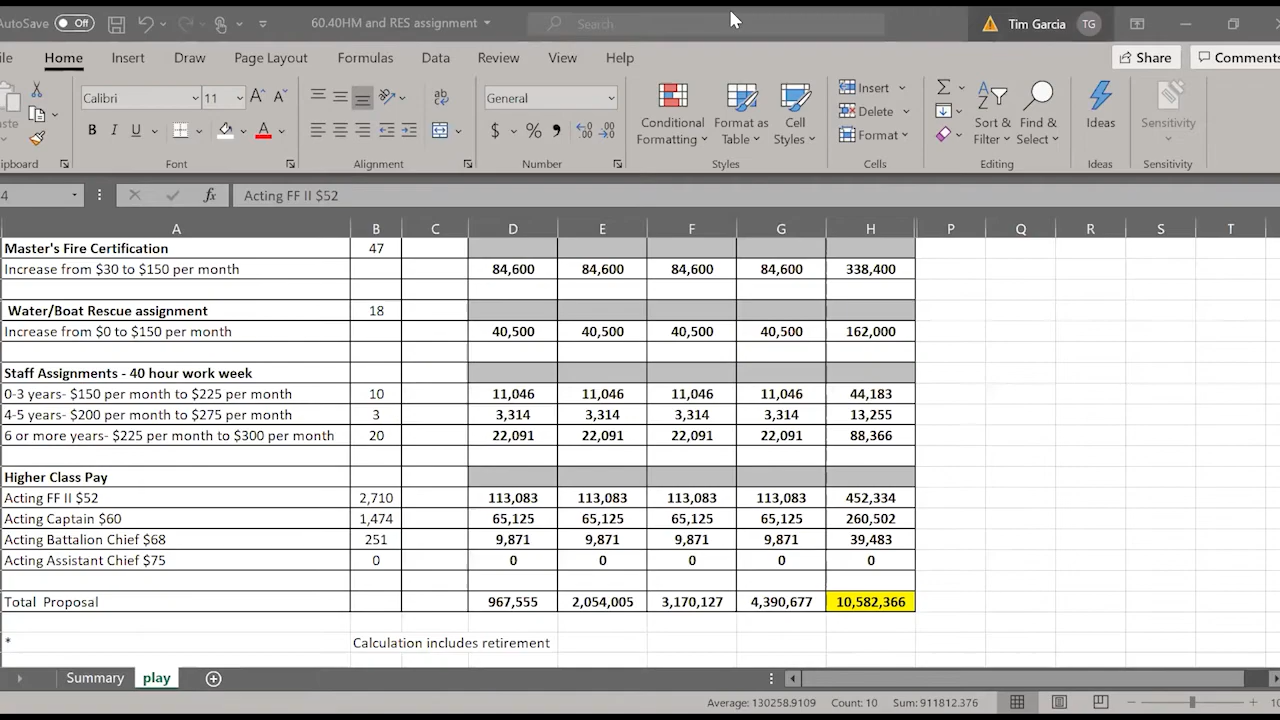 AutoSave Off 60.40HM and RES assignment Search Tim Garcia TG
Home Insert Draw Page Layout Formulas Data Review View Help Share Comments
Calibri 11 General Insert Delete Format
Conditional Formatting Format as Table Cell Styles Sort & Filter Find & Select Ideas Sensitivity
Font Alignment Number Styles Cells Editing Ideas Sensitivity
4 fx Acting FF II $52
A B C D E F G H P Q R S T
Master's Fire Certification 47
Increase from $30 to $150 per month 84,600 84,600 84,600 84,600 338,400
Water/Boat Rescue assignment 18
Increase from $0 to $150 per month 40,500 40,500 40,500 40,500 162,000
Staff Assignments - 40 hour work week
0-3 years- $150 per month to $225 per month 10 11,046 11,046 11,046 11,046 44,183
4-5 years- $200 per month to $275 per month 3 3,314 3,314 3,314 3,314 13,255
6 or more years- $225 per month to $300 per month 20 22,091 22,091 22,091 22,091 88,366
Higher Class Pay
Acting FF II $52 2,710 113,083 113,083 113,083 113,083 452,334
Acting Captain $60 1,474 65,125 65,125 65,125 65,125 260,502
Acting Battalion Chief $68 251 9,871 9,871 9,871 9,871 39,483
Acting Assistant Chief $75 0 0 0 0 0 0
Total Proposal 967,555 2,054,005 3,170,127 4,390,677 10,582,366
* Calculation includes retirement
Summary play
Average: 130258.9109 Count: 10 Sum: 911812.376